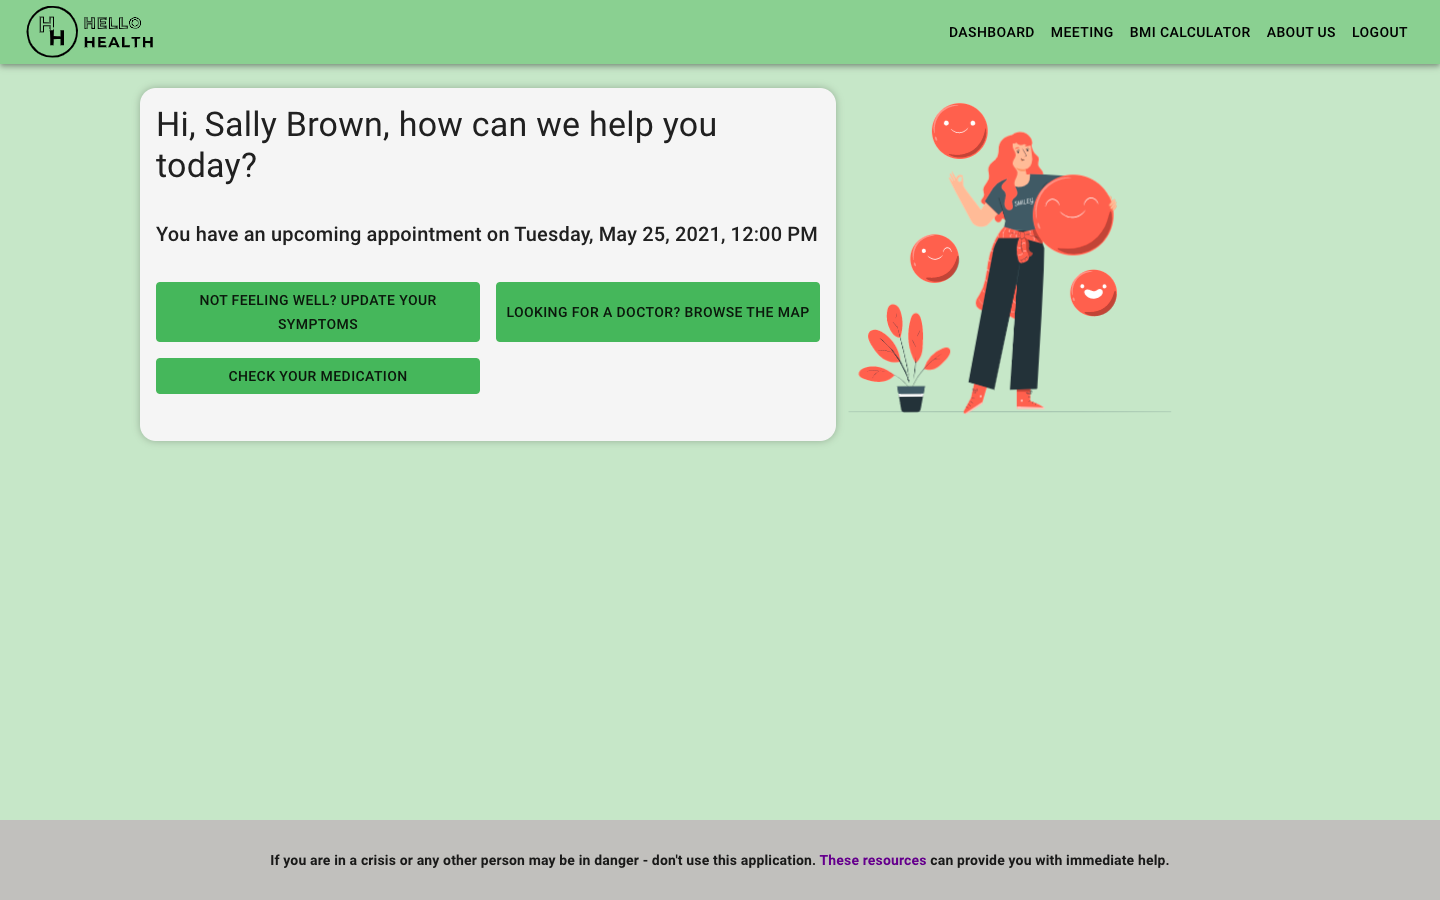 HELLO
HEALTH
DASHBOARD
MEETING
BMI CALCULATOR
ABOUT US
LOGOUT
Hi, Sally Brown, how can we help you
today?
You have an upcoming appointment on Tuesday, May 25, 2021, 12:00 PM
NOT FEELING WELL? UPDATE YOUR
SYMPTOMS
LOOKING FOR A DOCTOR? BROWSE THE MAP
CHECK YOUR MEDICATION
SMILEY
If you are in a crisis or any other person may be in danger - don't use this application. These resources can provide you with immediate help.